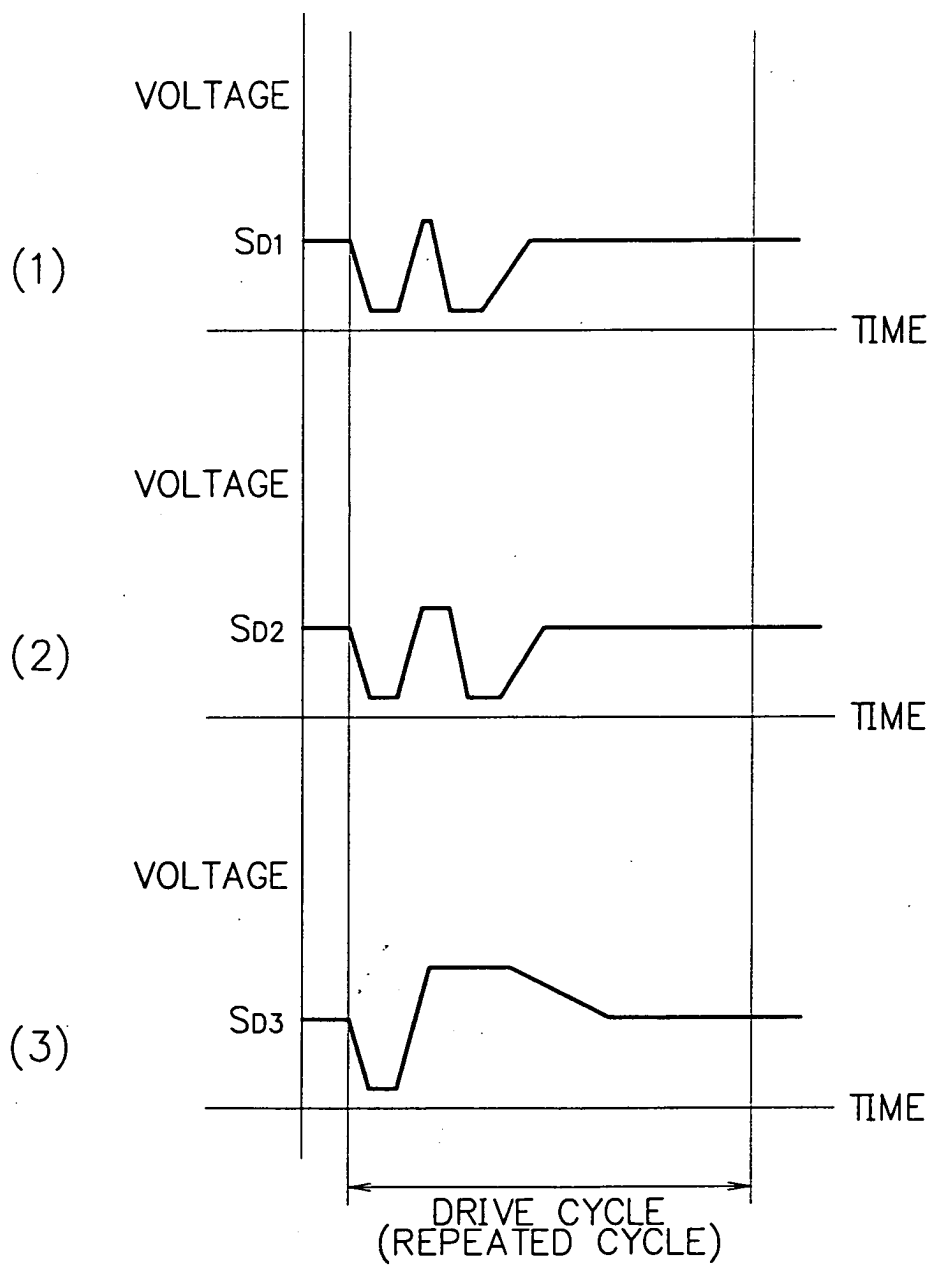 VOLTAGE
SD1
(1)
TIME
VOLTAGE
SD2
(2)
TIME
VOLTAGE
SD3
(3)
TIME
DRIVE CYCLE
(REPEATED CYCLE)